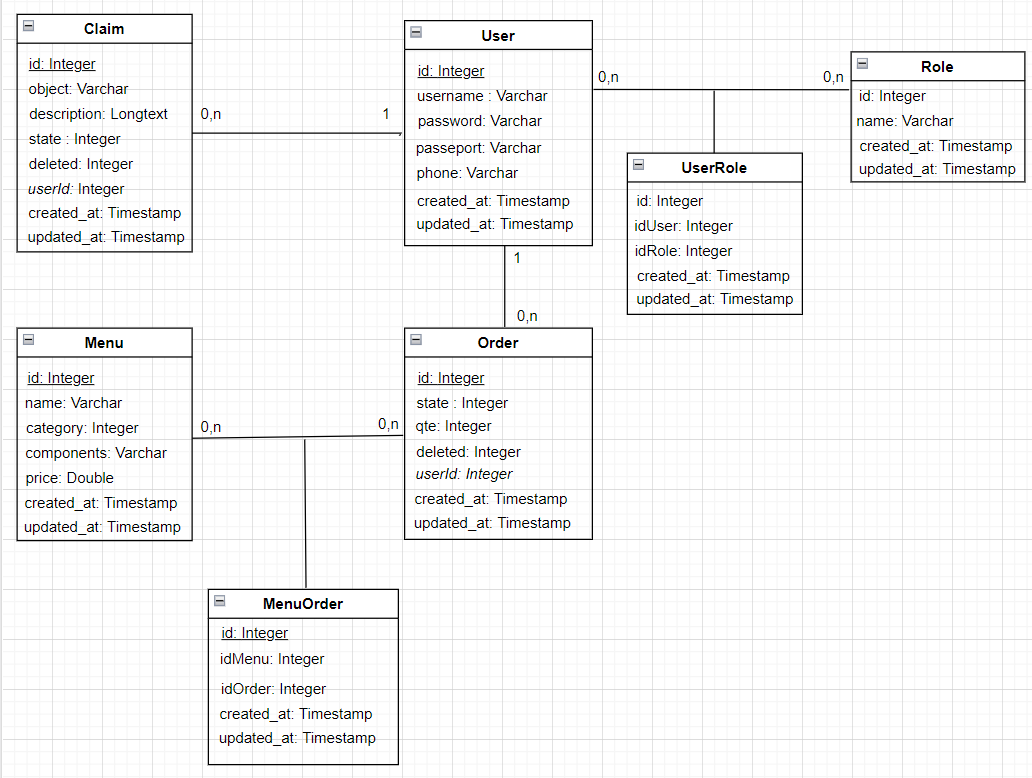 Claim
id: Integer
object: Varchar
description: Longtext
state : Integer
deleted: Integer
userId: Integer
created_at: Timestamp
updated_at: Timestamp
0,n
1
User
id: Integer
username : Varchar
password: Varchar
passeport: Varchar
phone: Varchar
created_at: Timestamp
updated_at: Timestamp
0,n
0,n
Role
id: Integer
name: Varchar
created_at: Timestamp
updated_at: Timestamp
UserRole
id: Integer
idUser: Integer
idRole: Integer
created_at: Timestamp
updated_at: Timestamp
1
0,n
Menu
id: Integer
name: Varchar
category: Integer
components: Varchar
price: Double
created_at: Timestamp
updated_at: Timestamp
0,n
0,n
Order
id: Integer
state : Integer
qte: Integer
deleted: Integer
userId: Integer
created_at: Timestamp
updated_at: Timestamp
MenuOrder
id: Integer
idMenu: Integer
idOrder: Integer
created_at: Timestamp
updated_at: Timestamp